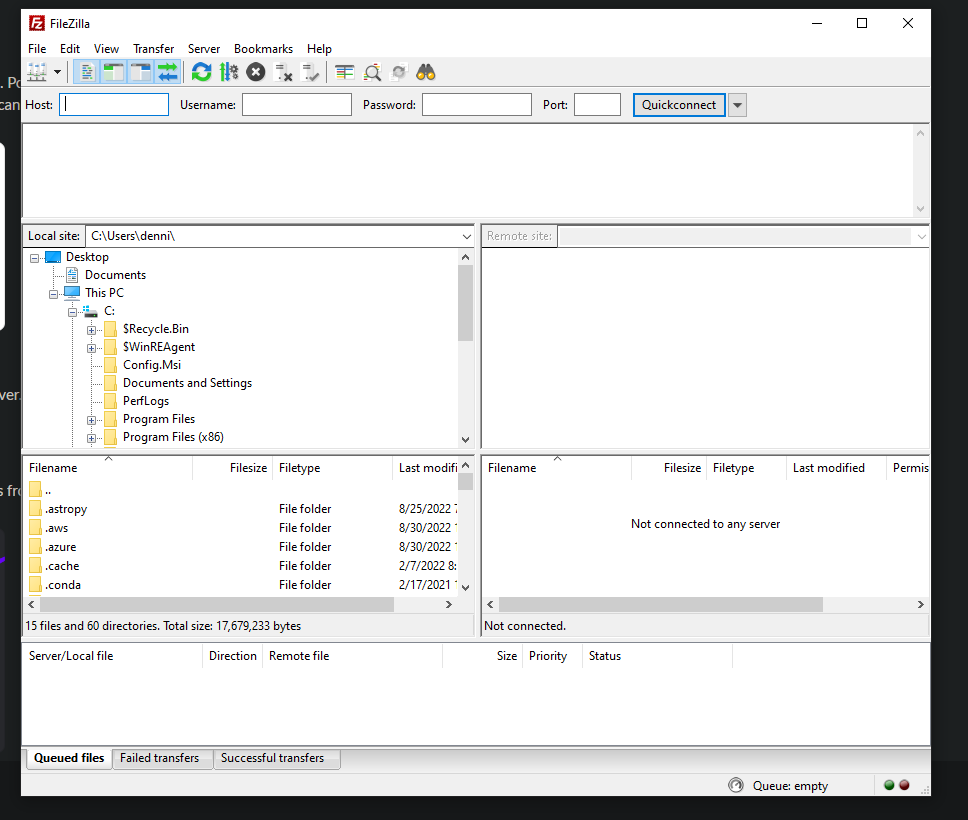 FileZilla
File Edit View Transfer Server Bookmarks Help
Host: Username: Password: Port: Quickconnect
Local site: C:\Users\denni\
Remote site:
Desktop
Documents
This PC
C:
$Recycle.Bin
$WinREAgent
Config.Msi
Documents and Settings
PerfLogs
Program Files
Program Files (x86)
Filename Filesize Filetype Last modifi
..
.astropy File folder 8/25/2022 7
.aws File folder 8/30/2022 1
.azure File folder 8/30/2022 1
.cache File folder 2/7/2022 8:
.conda File folder 2/17/2021 1
15 files and 60 directories. Total size: 17,679,233 bytes
Filename Filesize Filetype Last modified Permis
Not connected to any server
Not connected.
Server/Local file Direction Remote file Size Priority Status
Queued files Failed transfers Successful transfers
Queue: empty